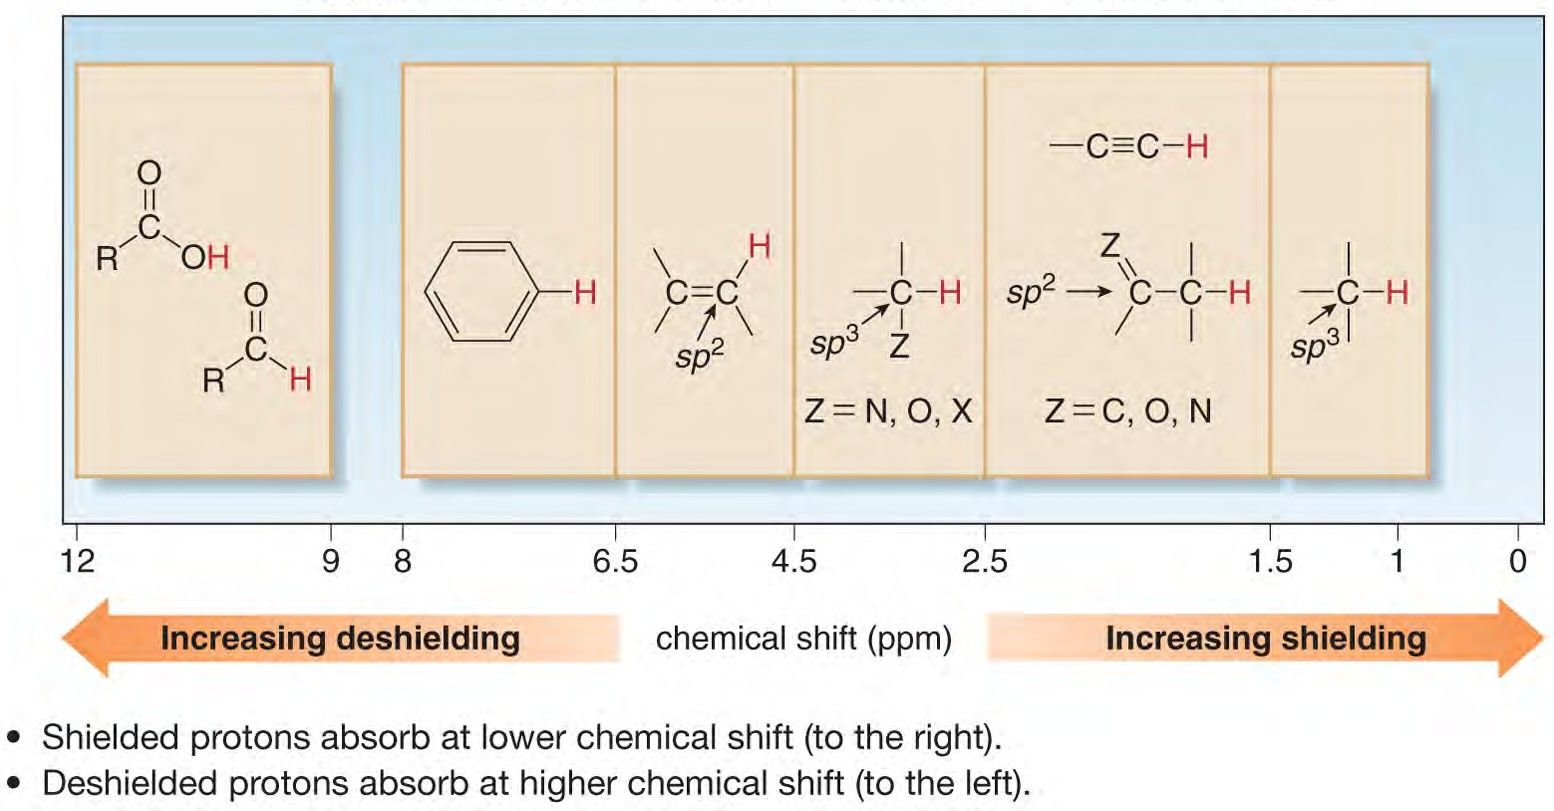 O
C
R
OH
O
C
R
H
H
H
C=C
sp2
C–H
sp3
Z
Z = N, O, X
–C≡C–H
Z
sp2
C–C–H
Z = C, O, N
C–H
sp3
12 9 8 6.5 4.5 2.5 1.5 1 0
Increasing deshielding chemical shift (ppm) Increasing shielding
• Shielded protons absorb at lower chemical shift (to the right).
• Deshielded protons absorb at higher chemical shift (to the left).